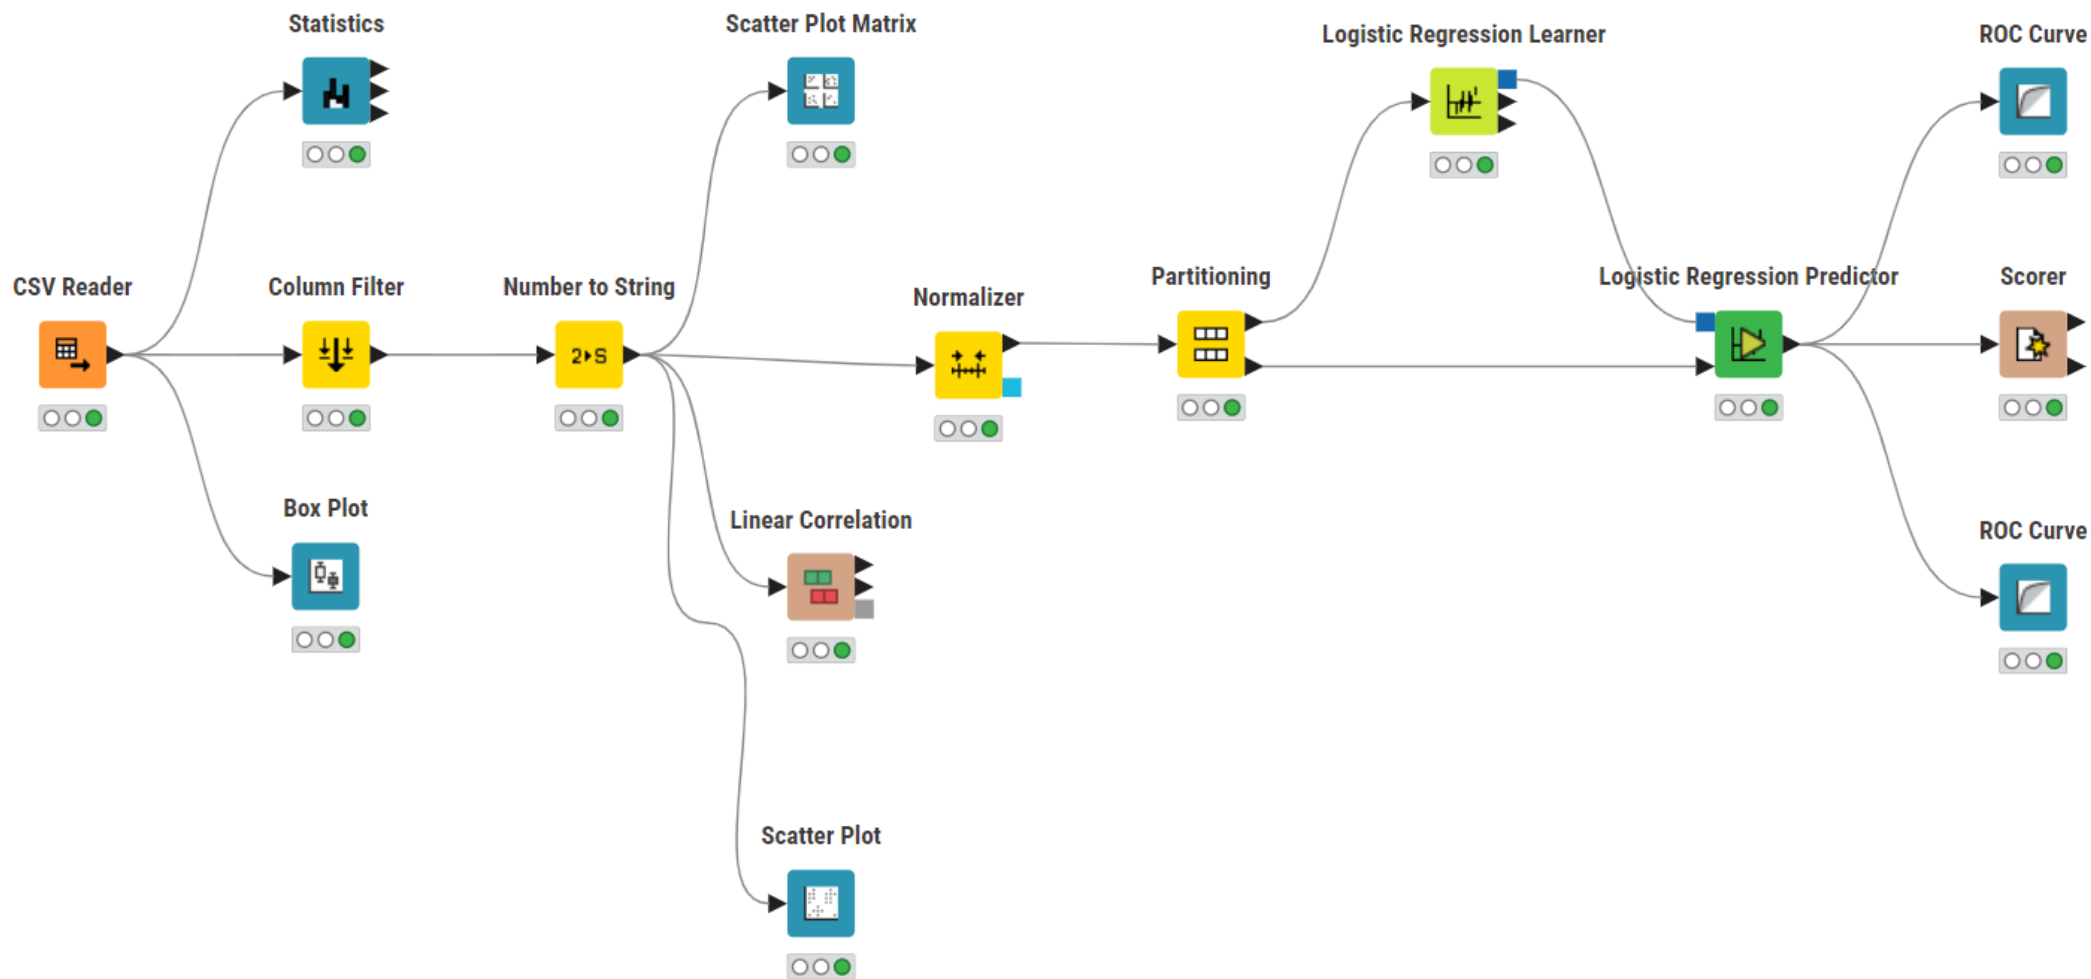 Statistics
Scatter Plot Matrix
Logistic Regression Learner
ROC Curve
CSV Reader
Column Filter
Number to String
2▸S
Normalizer
Partitioning
Logistic Regression Predictor
Scorer
Box Plot
Linear Correlation
ROC Curve
Scatter Plot